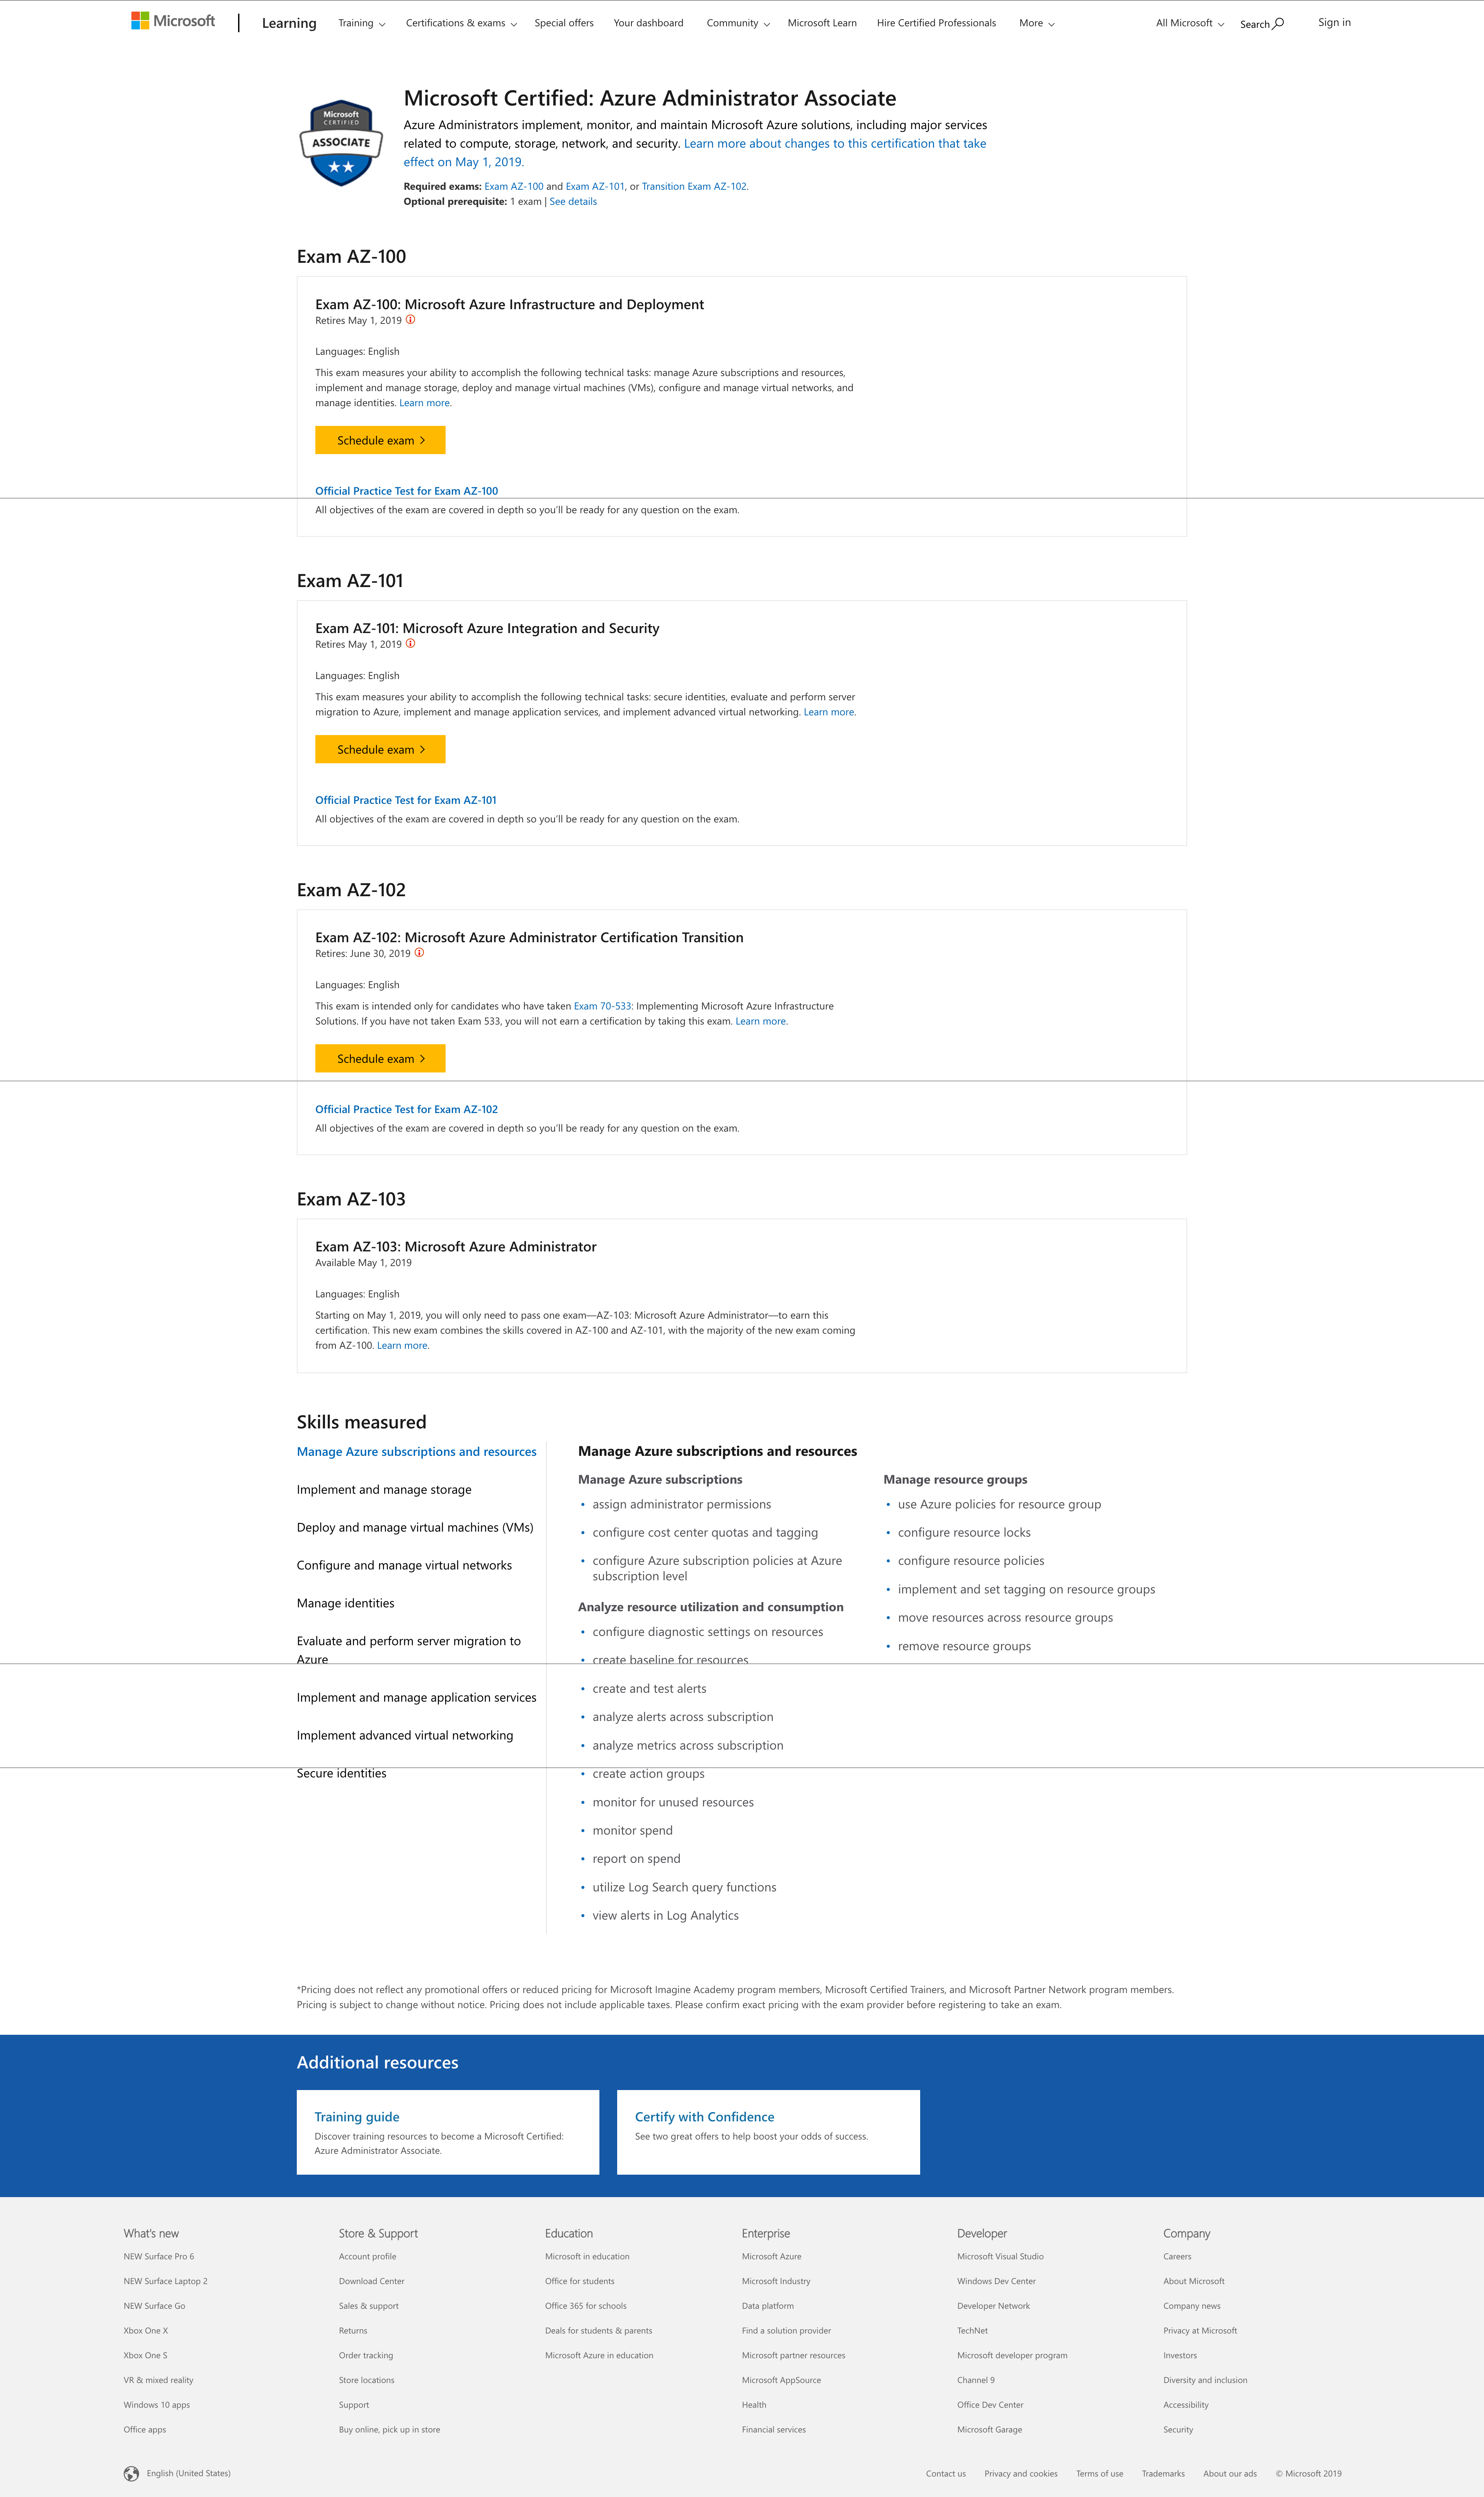 Microsoft
Learning
Training
Certifications & exams
Special offers
Your dashboard
Community
Microsoft Learn
Hire Certified Professionals
More
All Microsoft
Search
Sign in
Microsoft
CERTIFIED
ASSOCIATE
Microsoft Certified: Azure Administrator Associate
Azure Administrators implement, monitor, and maintain Microsoft Azure solutions, including major services
related to compute, storage, network, and security. Learn more about changes to this certification that take
effect on May 1, 2019.
Required exams: Exam AZ-100 and Exam AZ-101, or Transition Exam AZ-102.
Optional prerequisite: 1 exam | See details
Exam AZ-100
Exam AZ-100: Microsoft Azure Infrastructure and Deployment
Retires May 1, 2019
Languages: English
This exam measures your ability to accomplish the following technical tasks: manage Azure subscriptions and resources,
implement and manage storage, deploy and manage virtual machines (VMs), configure and manage virtual networks, and
manage identities. Learn more.
Schedule exam
Official Practice Test for Exam AZ-100
All objectives of the exam are covered in depth so you'll be ready for any question on the exam.
Exam AZ-101
Exam AZ-101: Microsoft Azure Integration and Security
Retires May 1, 2019
Languages: English
This exam measures your ability to accomplish the following technical tasks: secure identities, evaluate and perform server
migration to Azure, implement and manage application services, and implement advanced virtual networking. Learn more.
Schedule exam
Official Practice Test for Exam AZ-101
All objectives of the exam are covered in depth so you'll be ready for any question on the exam.
Exam AZ-102
Exam AZ-102: Microsoft Azure Administrator Certification Transition
Retires: June 30, 2019
Languages: English
This exam is intended only for candidates who have taken Exam 70-533: Implementing Microsoft Azure Infrastructure
Solutions. If you have not taken Exam 533, you will not earn a certification by taking this exam. Learn more.
Schedule exam
Official Practice Test for Exam AZ-102
All objectives of the exam are covered in depth so you'll be ready for any question on the exam.
Exam AZ-103
Exam AZ-103: Microsoft Azure Administrator
Available May 1, 2019
Languages: English
Starting on May 1, 2019, you will only need to pass one exam—AZ-103: Microsoft Azure Administrator—to earn this
certification. This new exam combines the skills covered in AZ-100 and AZ-101, with the majority of the new exam coming
from AZ-100. Learn more.
Skills measured
Manage Azure subscriptions and resources
Implement and manage storage
Deploy and manage virtual machines (VMs)
Configure and manage virtual networks
Manage identities
Evaluate and perform server migration to
Azure
Implement and manage application services
Implement advanced virtual networking
Secure identities
Manage Azure subscriptions and resources
Manage Azure subscriptions
• assign administrator permissions
• configure cost center quotas and tagging
• configure Azure subscription policies at Azure
subscription level
Analyze resource utilization and consumption
• configure diagnostic settings on resources
• create baseline for resources
• create and test alerts
• analyze alerts across subscription
• analyze metrics across subscription
• create action groups
• monitor for unused resources
• monitor spend
• report on spend
• utilize Log Search query functions
• view alerts in Log Analytics
Manage resource groups
• use Azure policies for resource group
• configure resource locks
• configure resource policies
• implement and set tagging on resource groups
• move resources across resource groups
• remove resource groups
*Pricing does not reflect any promotional offers or reduced pricing for Microsoft Imagine Academy program members, Microsoft Certified Trainers, and Microsoft Partner Network program members.
Pricing is subject to change without notice. Pricing does not include applicable taxes. Please confirm exact pricing with the exam provider before registering to take an exam.
Additional resources
Training guide
Discover training resources to become a Microsoft Certified:
Azure Administrator Associate.
Certify with Confidence
See two great offers to help boost your odds of success.
What's new
NEW Surface Pro 6
NEW Surface Laptop 2
NEW Surface Go
Xbox One X
Xbox One S
VR & mixed reality
Windows 10 apps
Office apps
Store & Support
Account profile
Download Center
Sales & support
Returns
Order tracking
Store locations
Support
Buy online, pick up in store
Education
Microsoft in education
Office for students
Office 365 for schools
Deals for students & parents
Microsoft Azure in education
Enterprise
Microsoft Azure
Microsoft Industry
Data platform
Find a solution provider
Microsoft partner resources
Microsoft AppSource
Health
Financial services
Developer
Microsoft Visual Studio
Windows Dev Center
Developer Network
TechNet
Microsoft developer program
Channel 9
Office Dev Center
Microsoft Garage
Company
Careers
About Microsoft
Company news
Privacy at Microsoft
Investors
Diversity and inclusion
Accessibility
Security
English (United States)
Contact us
Privacy and cookies
Terms of use
Trademarks
About our ads
© Microsoft 2019